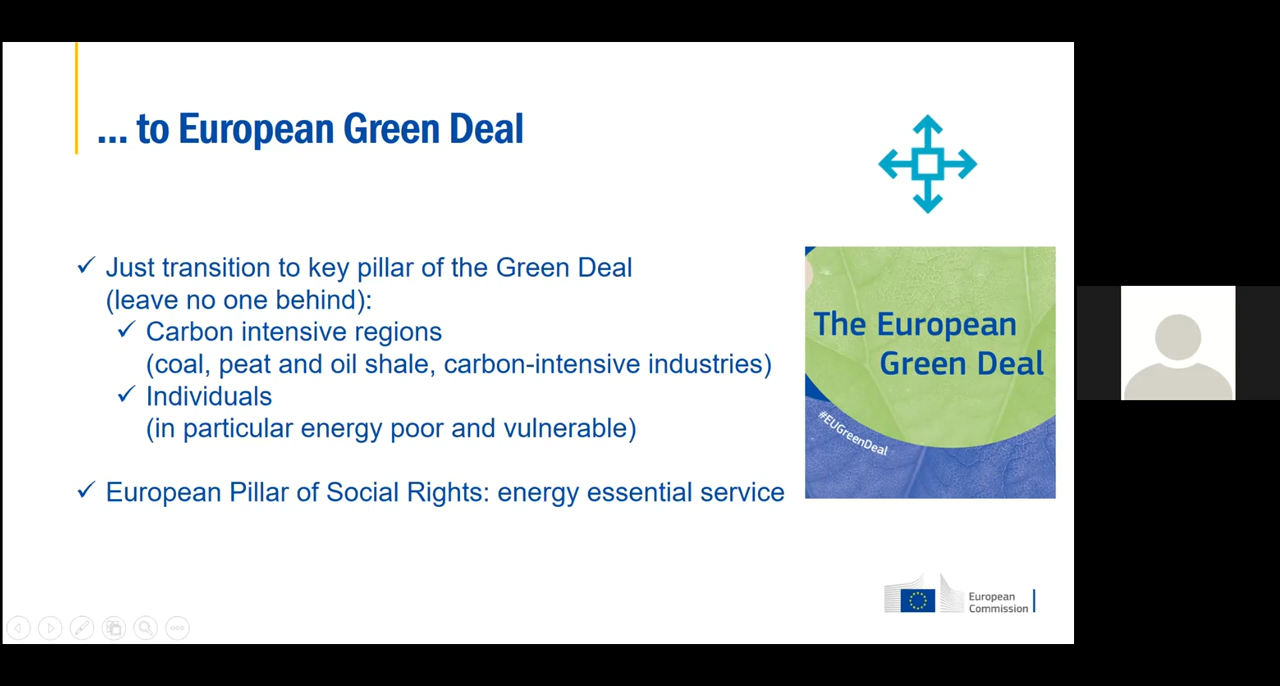 ... to European Green Deal
Just transition to key pillar of the Green Deal
(leave no one behind):
Carbon intensive regions
(coal, peat and oil shale, carbon-intensive industries)
Individuals
(in particular energy poor and vulnerable)
European Pillar of Social Rights: energy essential service
The European
Green Deal
#EUGreenDeal
European
Commission